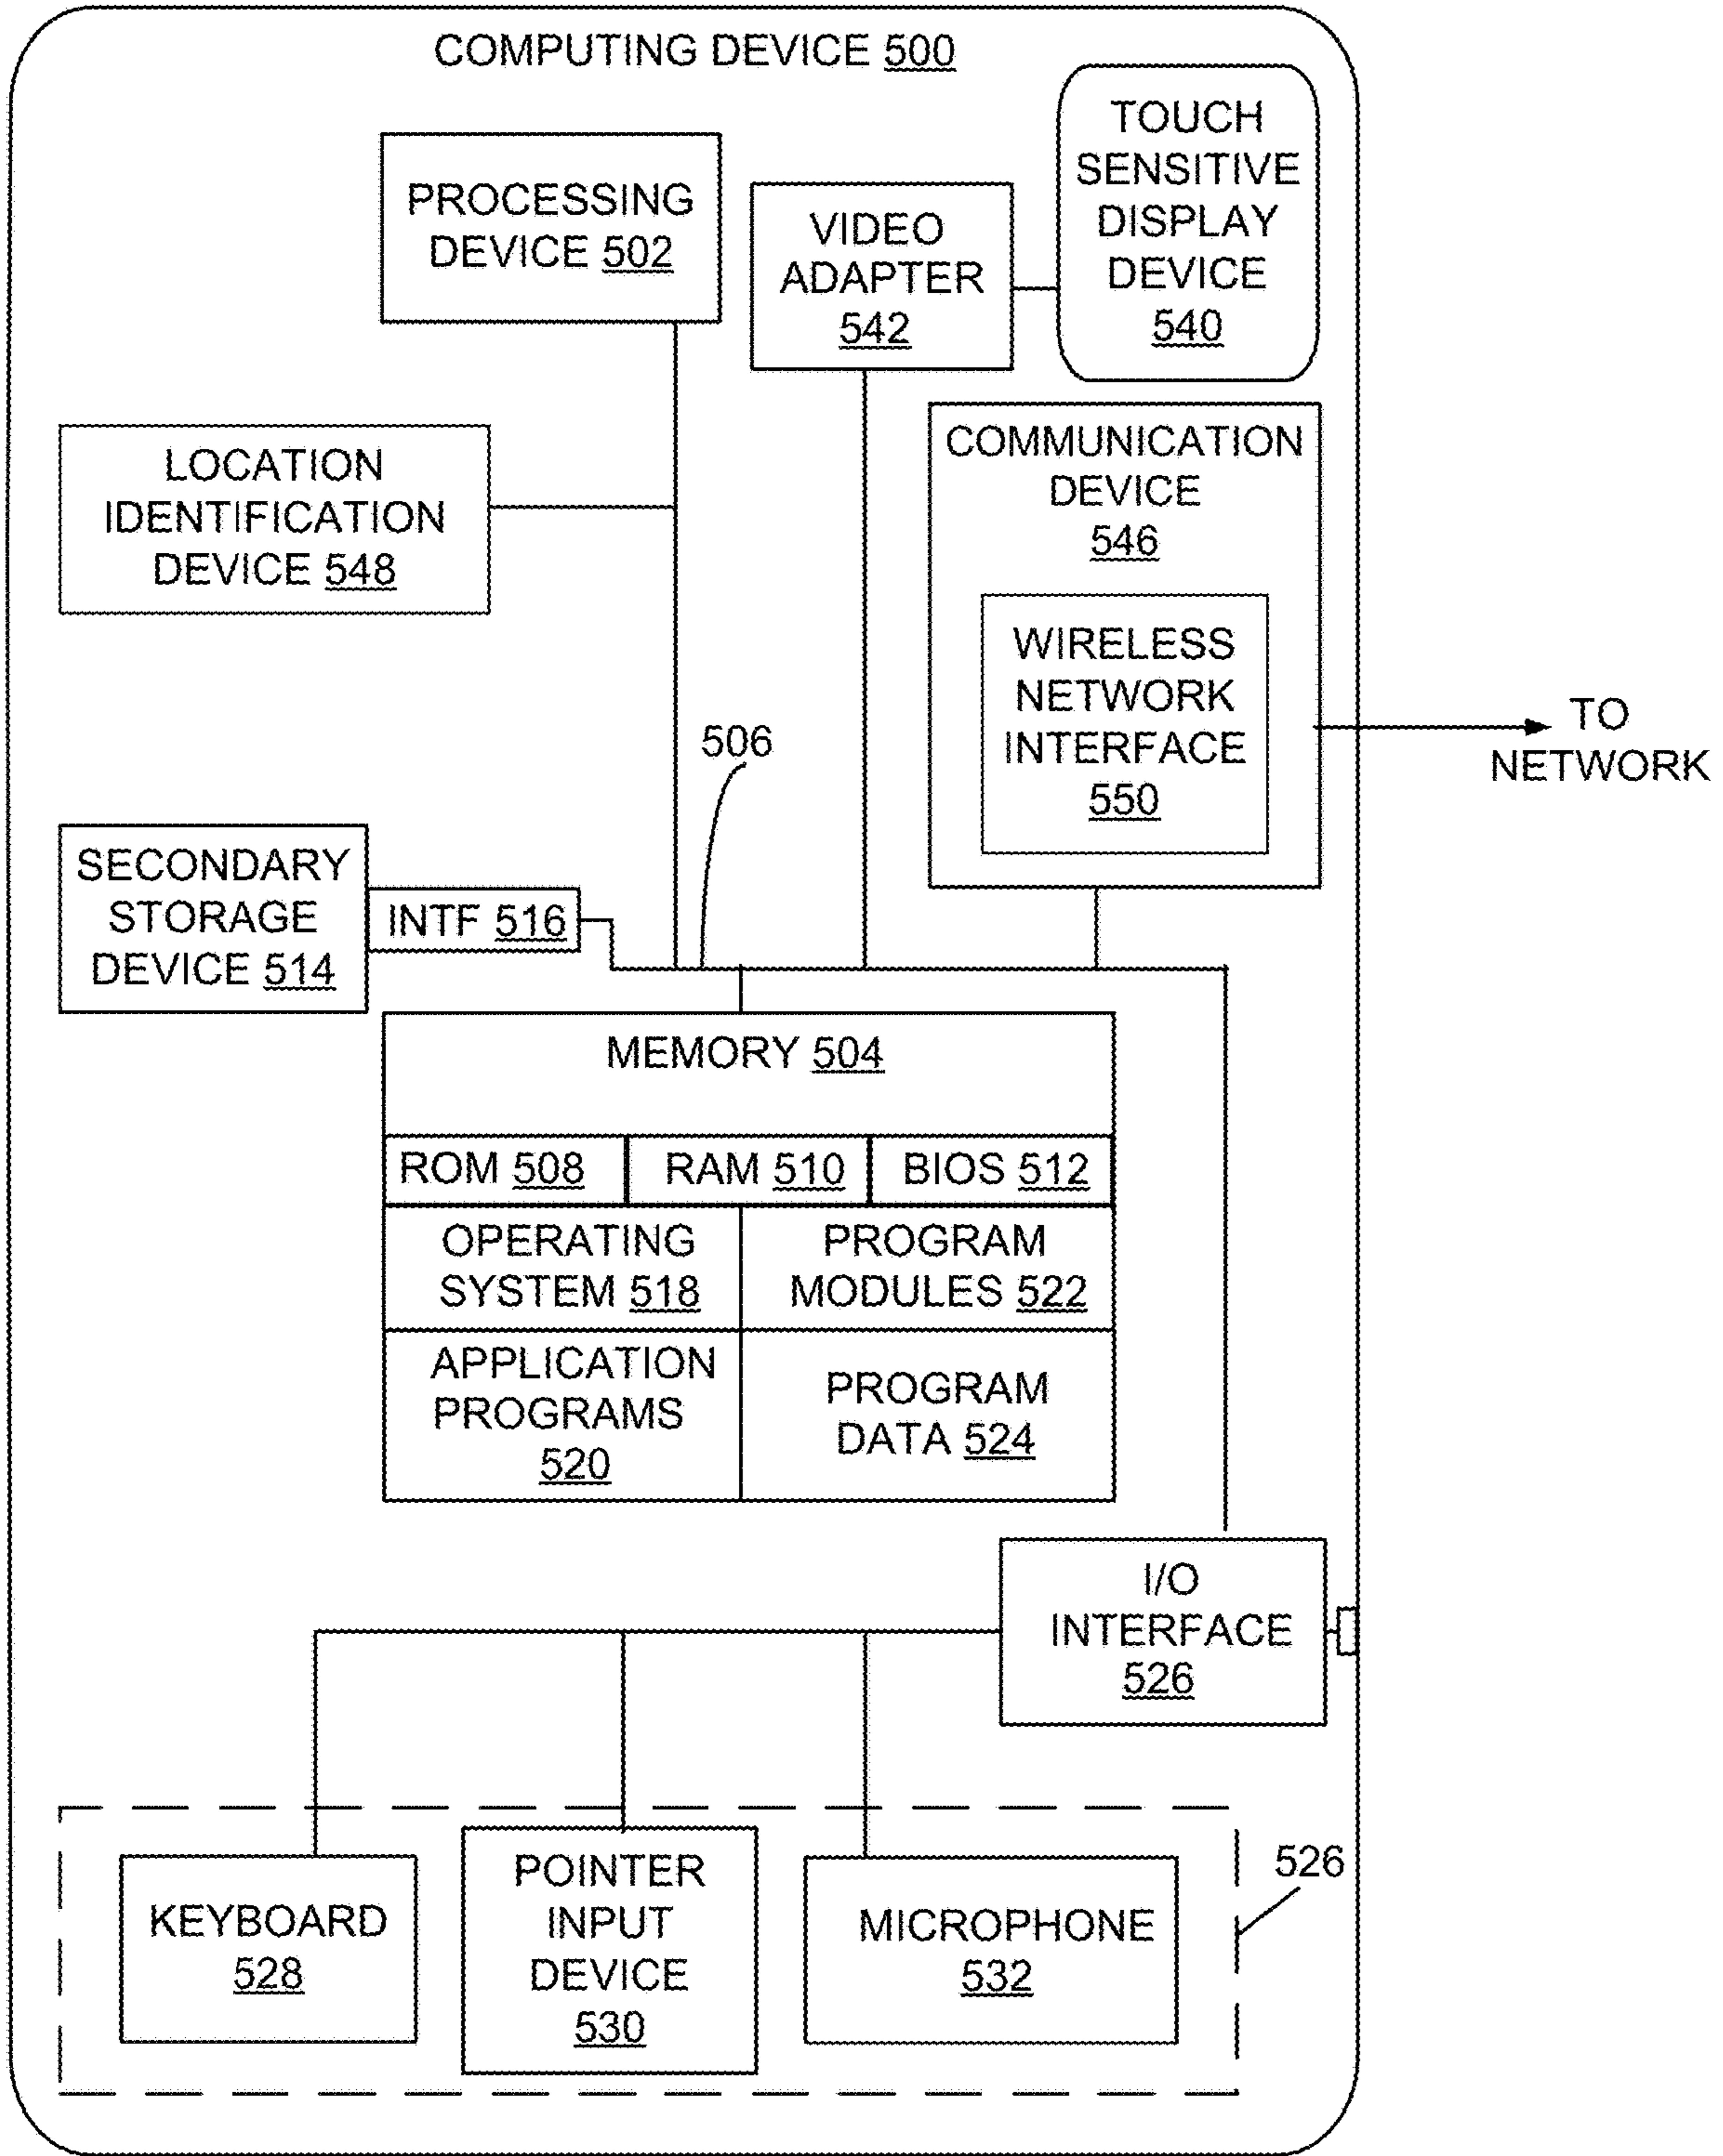 COMPUTING DEVICE 500
TOUCH
SENSITIVE
DISPLAY
DEVICE
540
PROCESSING
DEVICE 502
VIDEO
ADAPTER
542
LOCATION
IDENTIFICATION
DEVICE 548
COMMUNICATION
DEVICE
546
WIRELESS
NETWORK
INTERFACE
550
TO
NETWORK
506
SECONDARY
STORAGE
DEVICE 514
INTF 516
MEMORY 504
ROM 508
RAM 510
BIOS 512
OPERATING
SYSTEM 518
PROGRAM
MODULES 522
APPLICATION
PROGRAMS
520
PROGRAM
DATA 524
I/O
INTERFACE
526
KEYBOARD
528
POINTER
INPUT
DEVICE
530
MICROPHONE
532
526